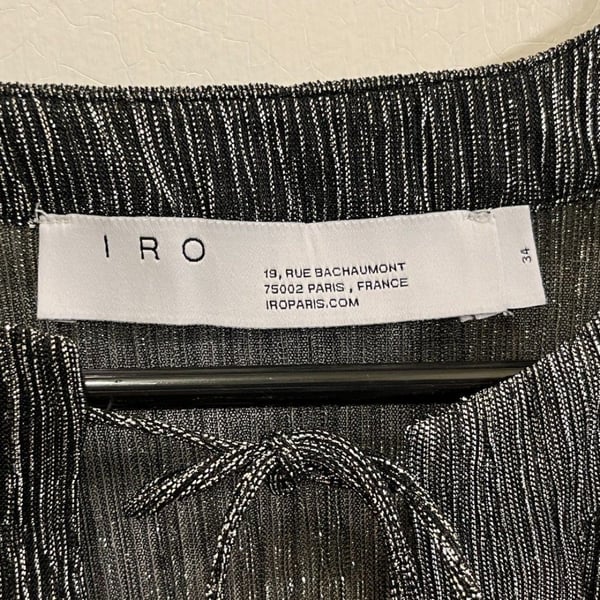 IRO
19, RUE BACHAUMONT
75002 PARIS , FRANCE
IROPARIS.COM
34